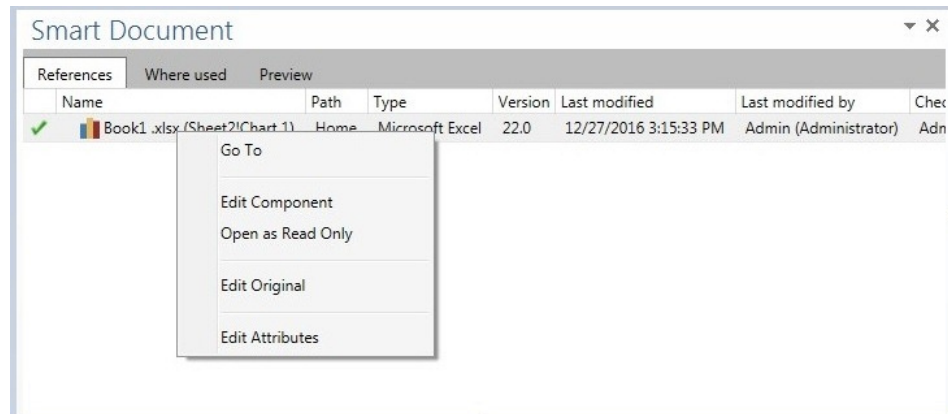 Smart Document
References Where used Preview
Name Path Type Version Last modified Last modified by
Book1 .xlsx (Sheet2!Chart 1) Home Microsoft Excel 22.0 12/27/2016 3:15:33 PM Admin (Administrator)
Go To
Edit Component
Open as Read Only
Edit Original
Edit Attributes